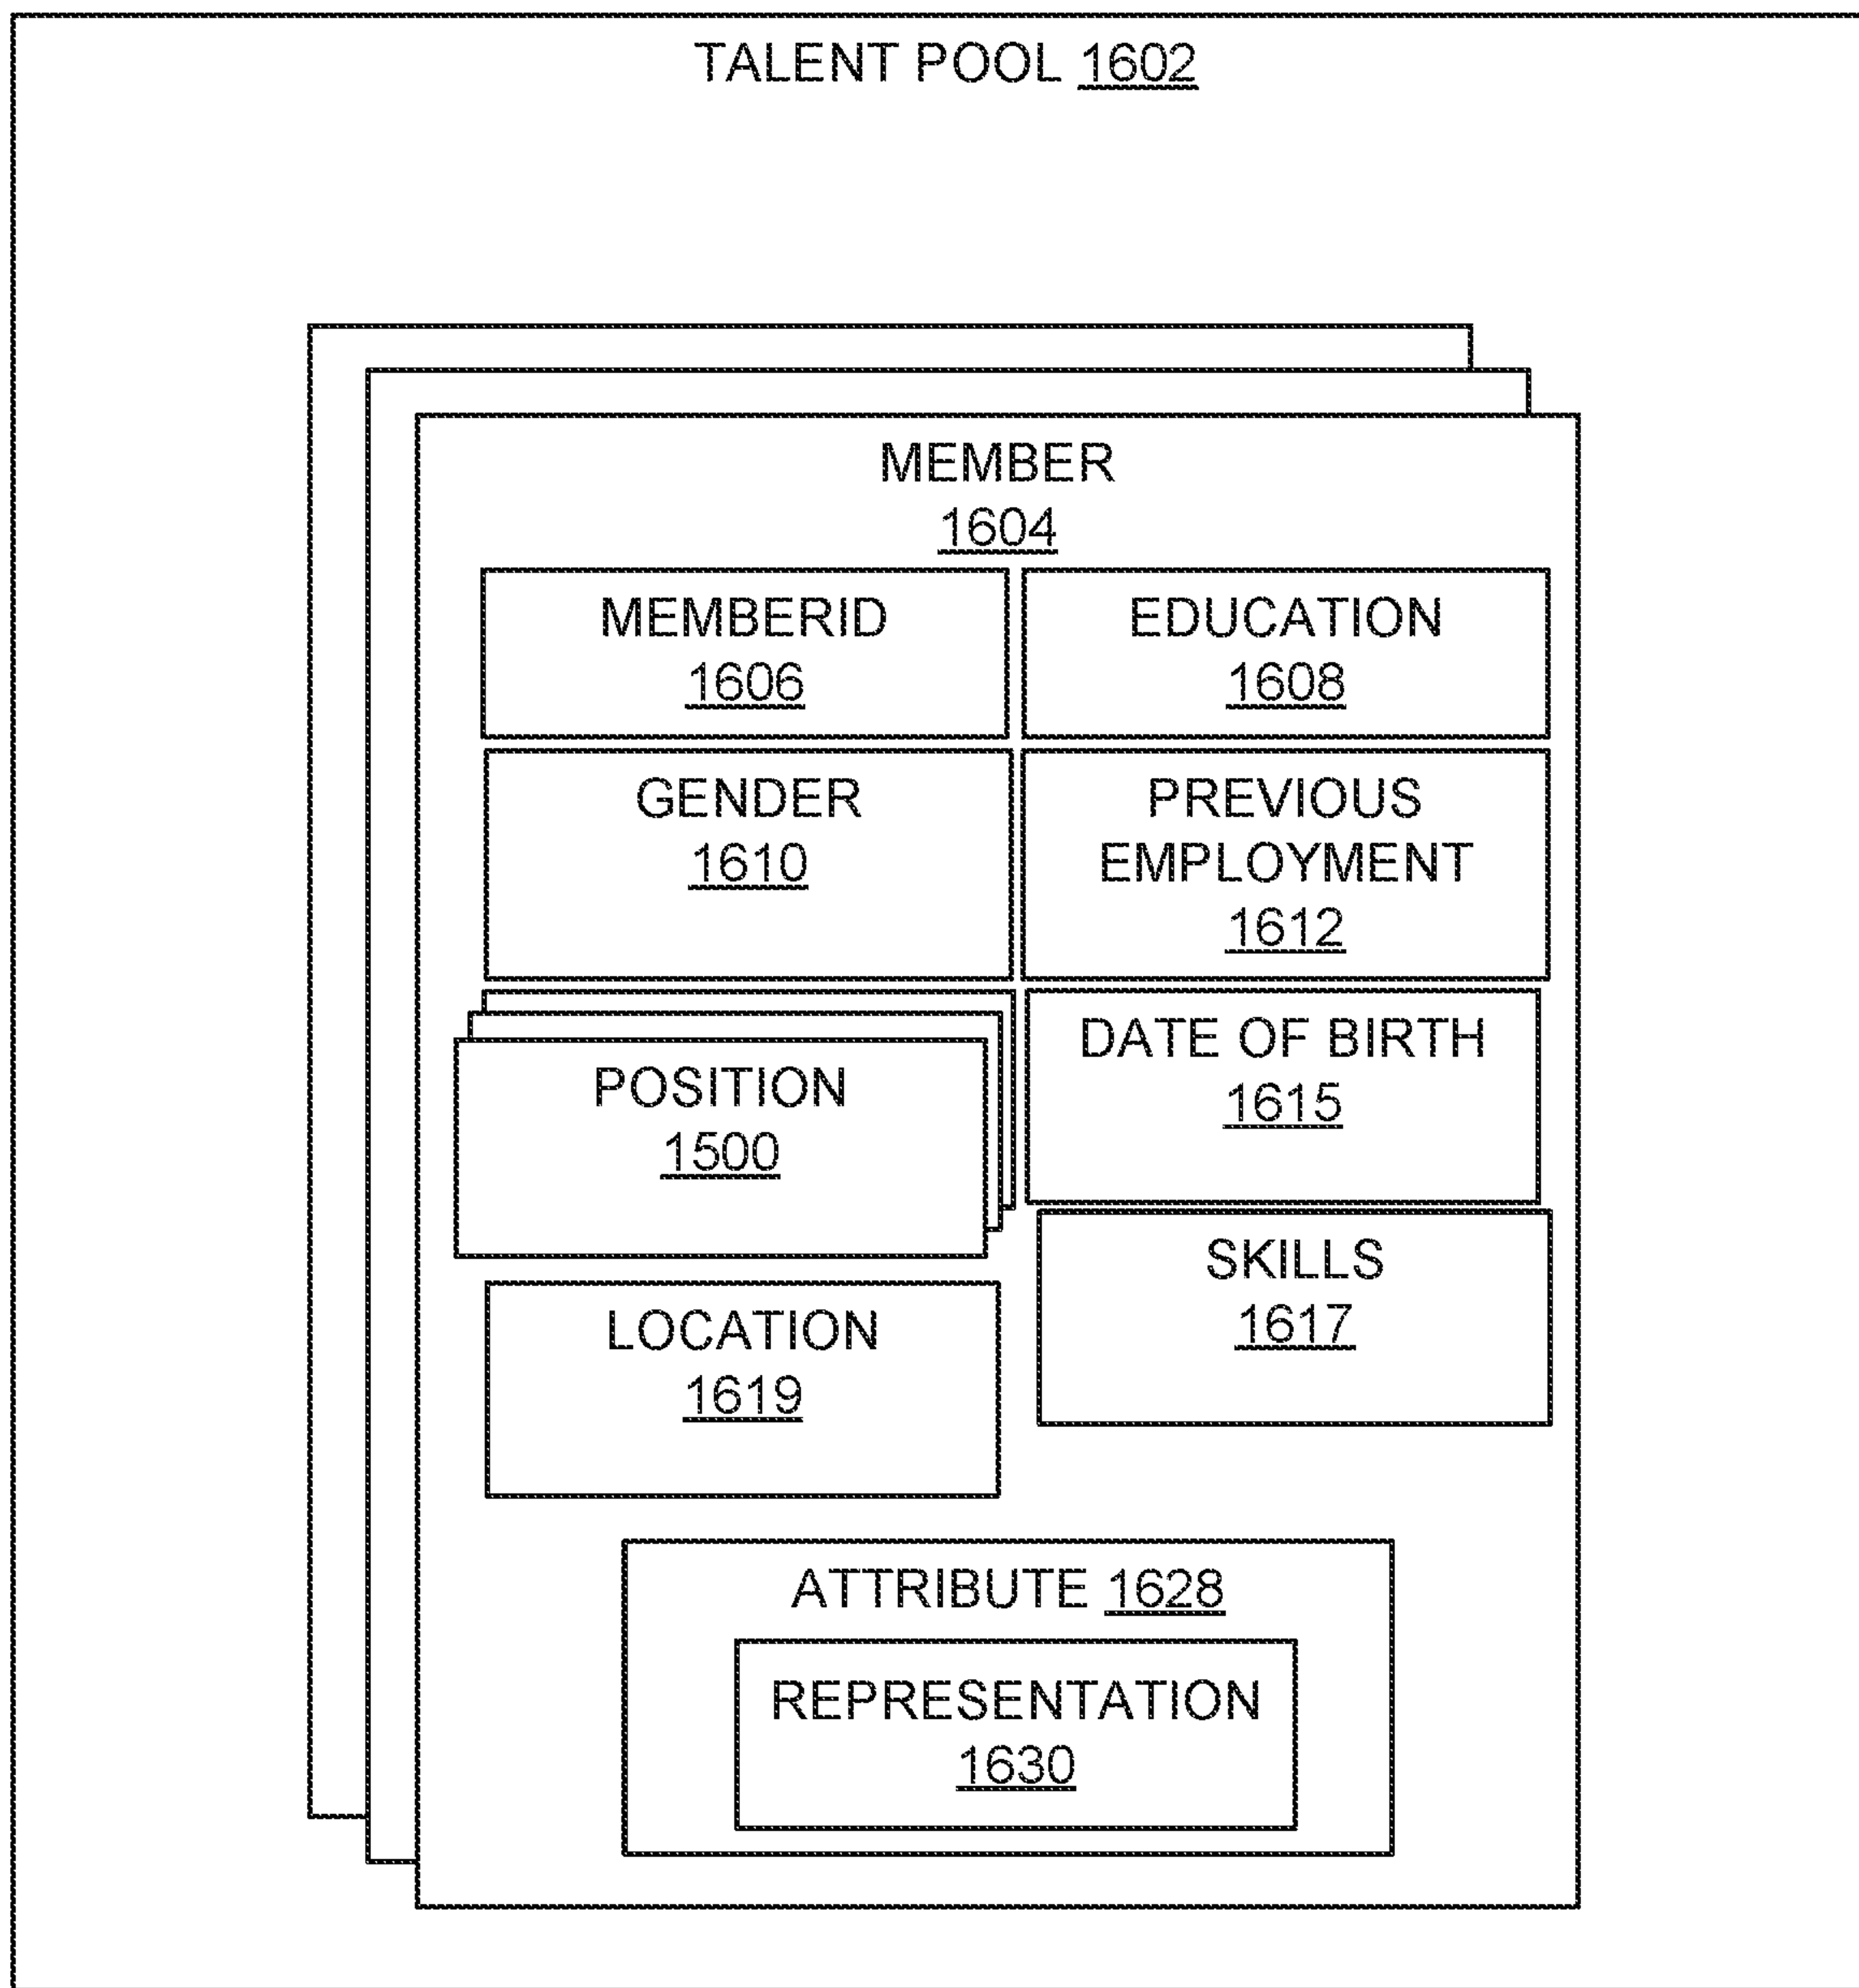 TALENT POOL 1602
MEMBER
1604
MEMBERID
1606
EDUCATION
1608
GENDER
1610
PREVIOUS
EMPLOYMENT
1612
POSITION
1500
DATE OF BIRTH
1615
SKILLS
1617
LOCATION
1619
ATTRIBUTE 1628
REPRESENTATION
1630